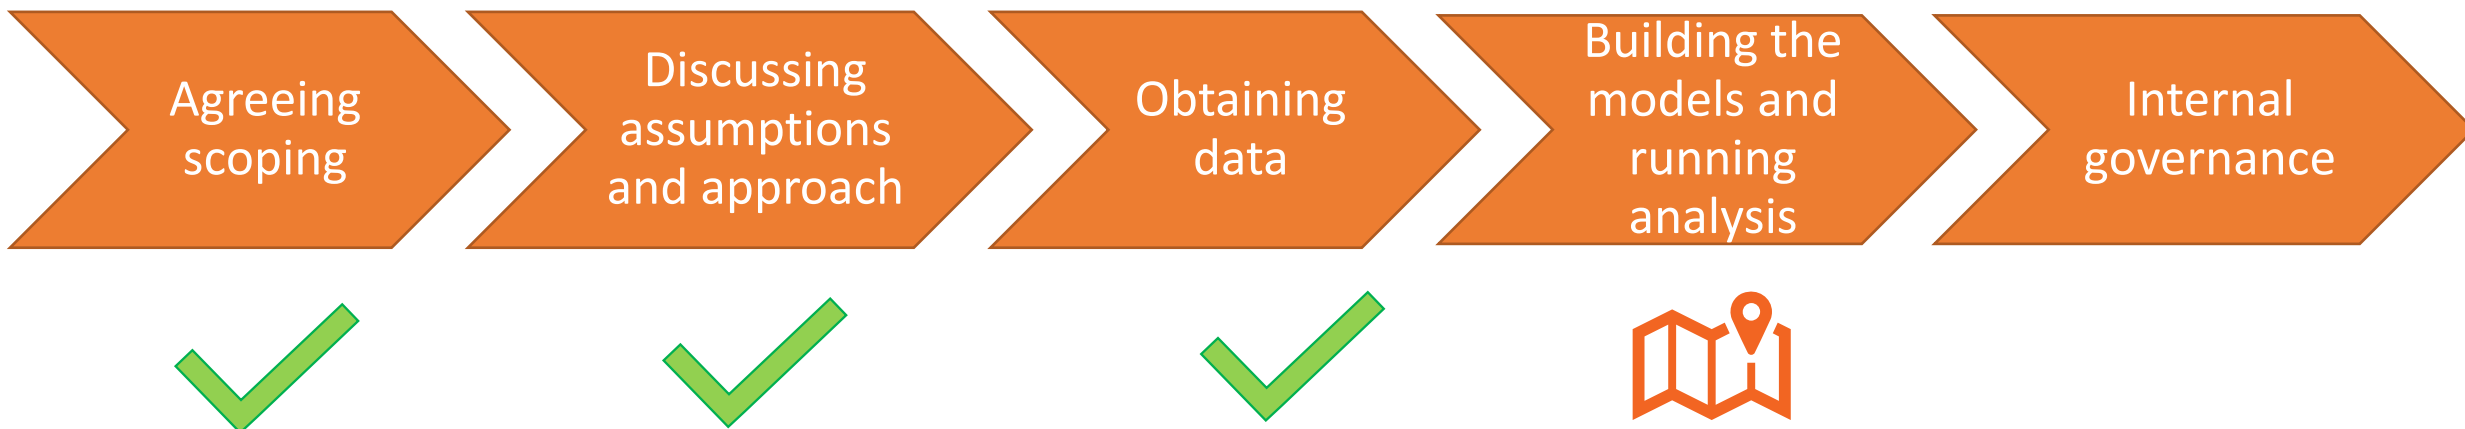 Agreeing
scoping
Discussing
assumptions
and approach
Obtaining
data
Building the
models and
running
analysis
Internal
governance